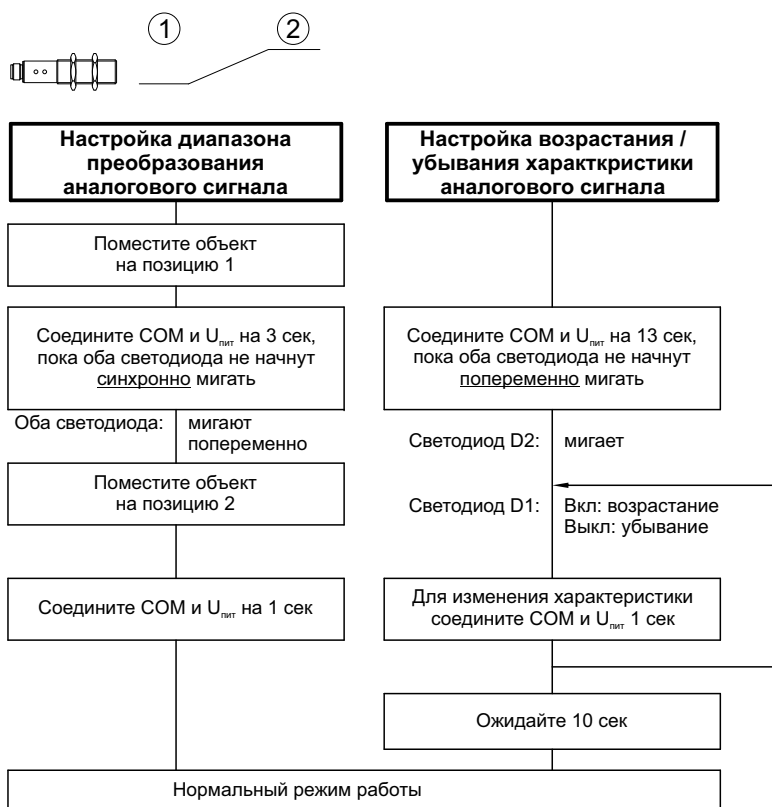 1
2
Настройка диапазона
преобразования
аналогового сигнала
Поместите объект
на позицию 1
Соедините COM и Uпит на 3 сек,
пока оба светодиода не начнут
синхронно мигать
Оба светодиода: мигают
попеременно
Поместите объект
на позицию 2
Соедините COM и Uпит на 1 сек
Настройка возрастания /
убывания характкристики
аналогового сигнала
Соедините COM и Uпит на 13 сек,
пока оба светодиода не начнут
попеременно мигать
Светодиод D2: мигает
Светодиод D1: Вкл: возрастание
Выкл: убывание
Для изменения характеристики
соедините COM и Uпит 1 сек
Ожидайте 10 сек
Нормальный режим работы